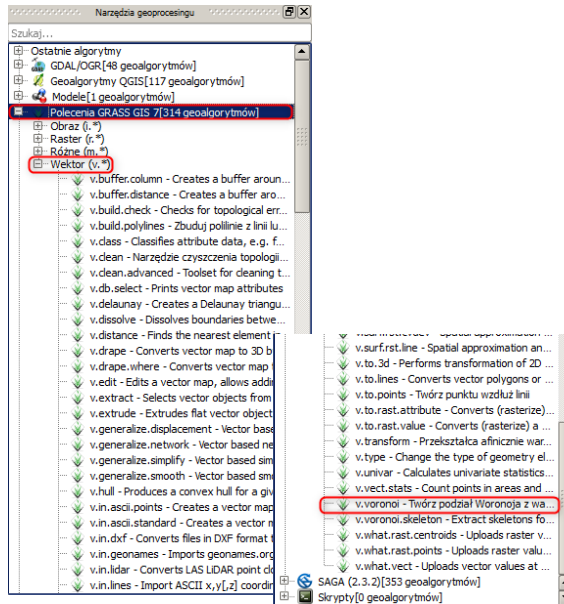 Narzędzia geoprocesingu
Szukaj...
Ostatnie algorytmy
GDAL/OGR[48 geoalgorytmów]
Geoalgorytmy QGIS[117 geoalgorytmów]
Modele[1 geoalgorytmów]
Polecenia GRASS GIS 7[314 geoalgorytmów]
Obraz (i.*)
Raster (r.*)
Różne (m.*)
Wektor (v.*)
v.buffer.column - Creates a buffer aroun...
v.buffer.distance - Creates a buffer aro...
v.build.check - Checks for topological err...
v.build.polylines - Zbuduj polilinie z linii lu...
v.class - Classifies attribute data, e.g. f...
v.clean - Narzędzie czyszczenia topologii...
v.clean.advanced - Toolset for cleaning t...
v.db.select - Prints vector map attributes
v.delaunay - Creates a Delaunay triangu...
v.dissolve - Dissolves boundaries betwe...
v.distance - Finds the nearest element i
v.drape - Converts vector map to 3D b
v.drape.where - Converts vector map
v.edit - Edits a vector map, allows addi
v.extract - Selects vector objects from
v.extrude - Extrudes flat vector object
v.generalize.displacement - Vector base
v.generalize.network - Vector based ne
v.generalize.simplify - Vector based sim
v.generalize.smooth - Vector based smo
v.hull - Produces a convex hull for a giv
v.in.ascii.points - Creates a vector map
v.in.ascii.standard - Creates a vector m
v.in.dxf - Converts files in DXF format t
v.in.geonames - Imports geonames.org
v.in.lidar - Converts LAS LiDAR point clo
v.in.lines - Import ASCII x,y[,z] coordin
v.surf.rst.line - Spatial approximation an...
v.to.3d - Performs transformation of 2D ...
v.to.lines - Converts vector polygons or ...
v.to.points - Twórz punktu wzdłuż linii
v.to.rast.attribute - Converts (rasterize)...
v.to.rast.value - Converts (rasterize) a ...
v.transform - Przekształca afinicznie war...
v.type - Change the type of geometry el...
v.univar - Calculates univariate statistics...
v.vect.stats - Count points in areas and ...
v.voronoi - Twórz podział Woronoja z wa...
v.voronoi.skeleton - Extract skeletons fo...
v.what.rast.centroids - Uploads raster v...
v.what.rast.points - Uploads raster valu...
v.what.vect - Uploads vector values at ...
SAGA (2.3.2)[353 geoalgorytmów]
Skrypty[0 geoalgorytmów]